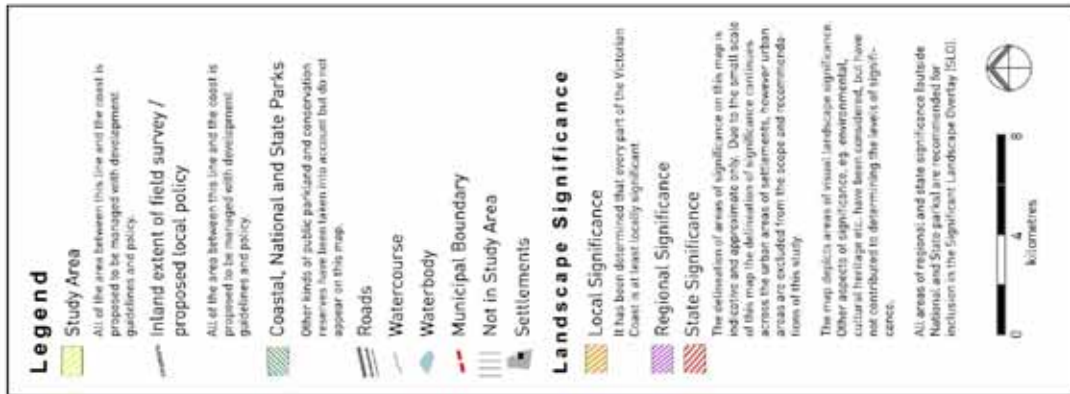 Legend
Study Area
All of the area between this line and the coast is
proposed to be managed with development
guidelines and policy.
Inland extent of field survey /
proposed local policy
All of the area between this line and the coast is
proposed to be managed with development
guidelines and policy.
Coastal, National and State Parks
Other kinds of public parkland and conservation
reserves have been taken into account but do not
appear on this map.
Roads
Watercourse
Waterbody
Municipal Boundary
Not in Study Area
Settlements
Landscape Significance
Local Significance
It has been determined that every part of the Victorian
Coast is at least locally significant
Regional Significance
State Significance
The delineation of areas of significance on this map is
indicative and approximate only. Due to the small scale
of this map the delineation of significance continues
across the urban areas of settlements, however urban
areas are excluded from the scope and recommenda-
tions of this study.
The map depicts areas of visual landscape significance.
Other aspects of significance, eg. environmental,
cultural heritage etc. have been considered, but have
not contributed to determining the levels of signifi-
cance.
All areas of regional and state significance (outside
National and State parks) are recommended for
inclusion in the Significant Landscape Overlay (SLO).
0 4 8
kilometres